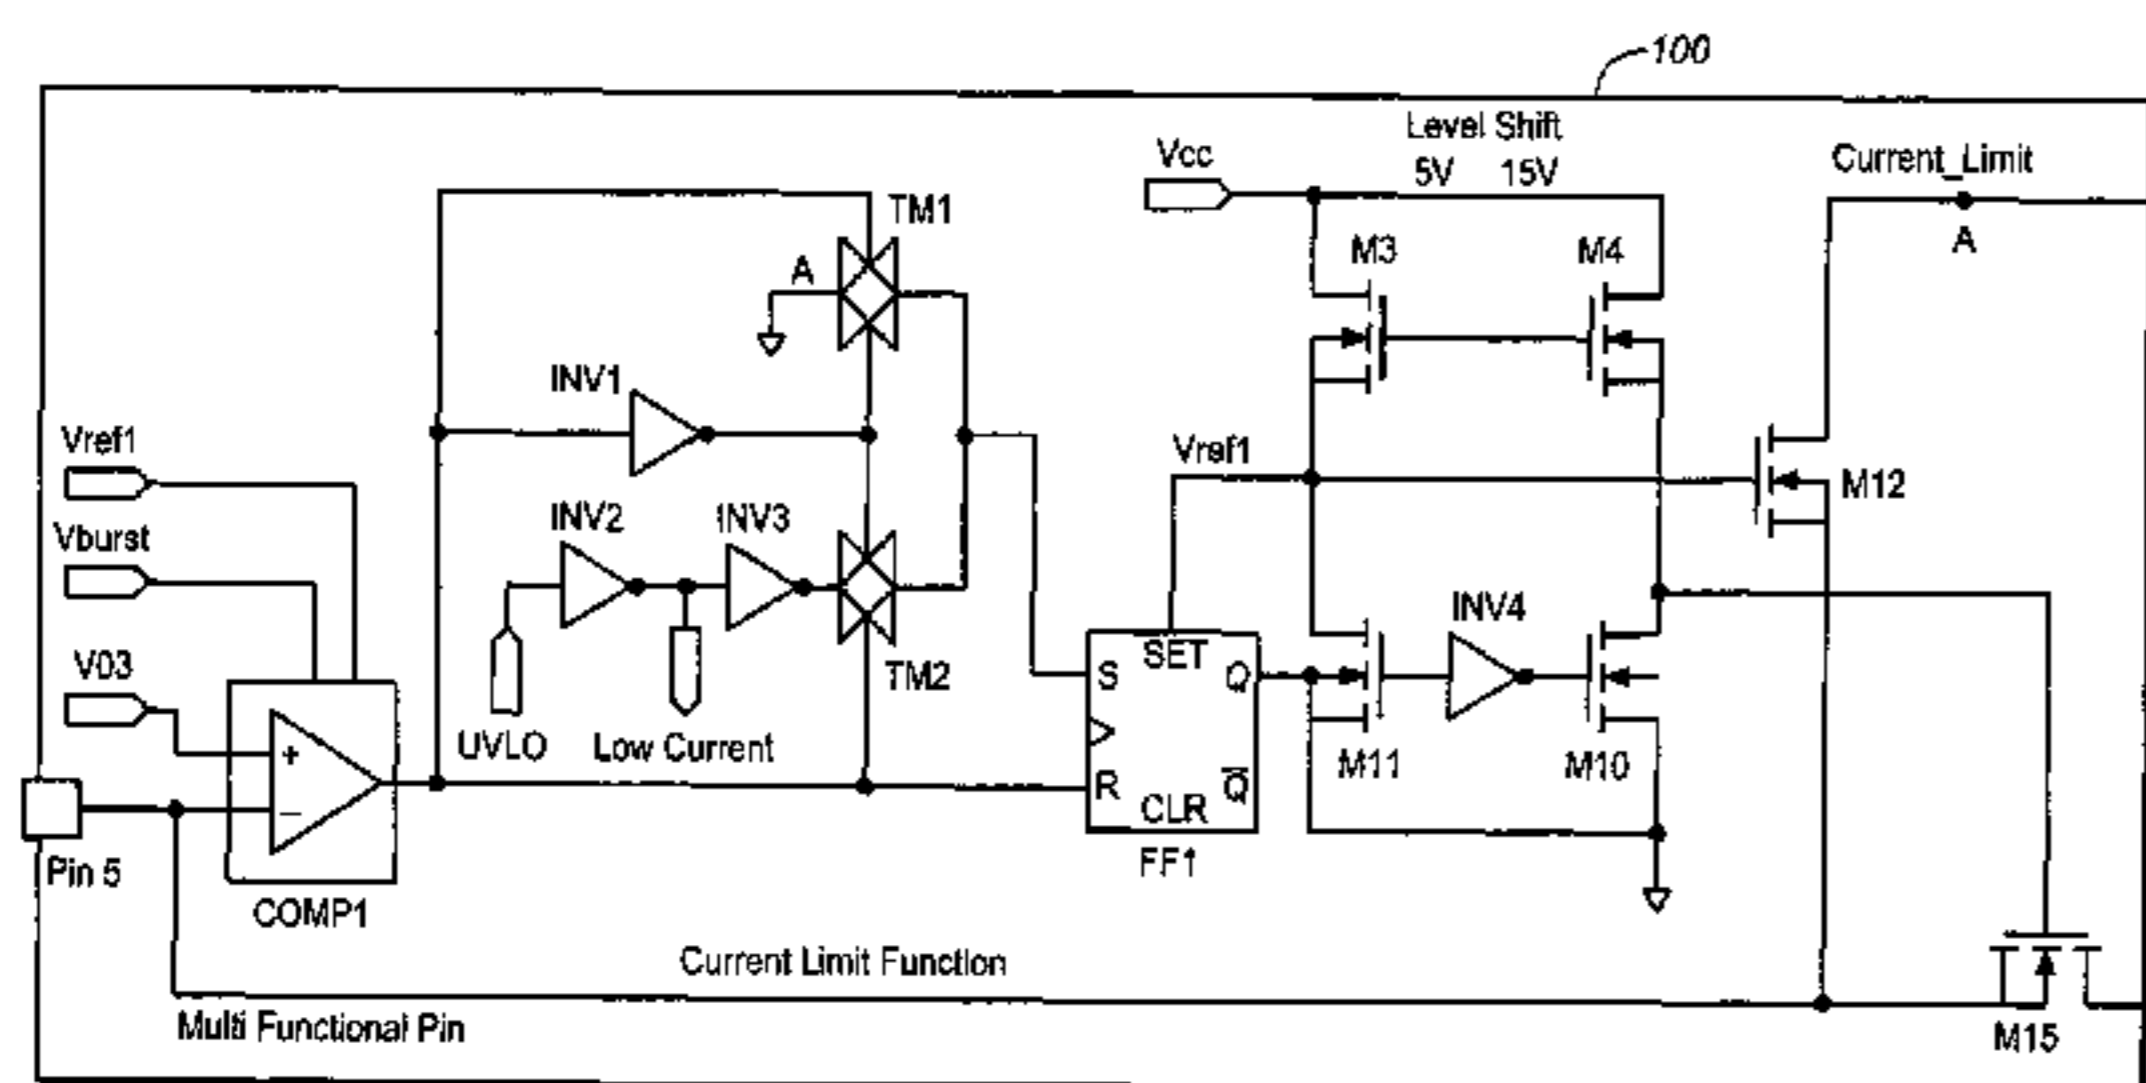 100
Level Shift
5V 15V
Vcc
Current_Limit
A
TM1
A
M3
M4
INV1
Vref1
Vref1
M12
Vburst
INV2
INV3
INV4
V03
TM2
SET
S
Q
UVLO
Low Current
M11
M10
+
−
R
CLR
Q̅
Pin 5
COMP1
FF1
Current Limit Function
Multi Functional Pin
M15